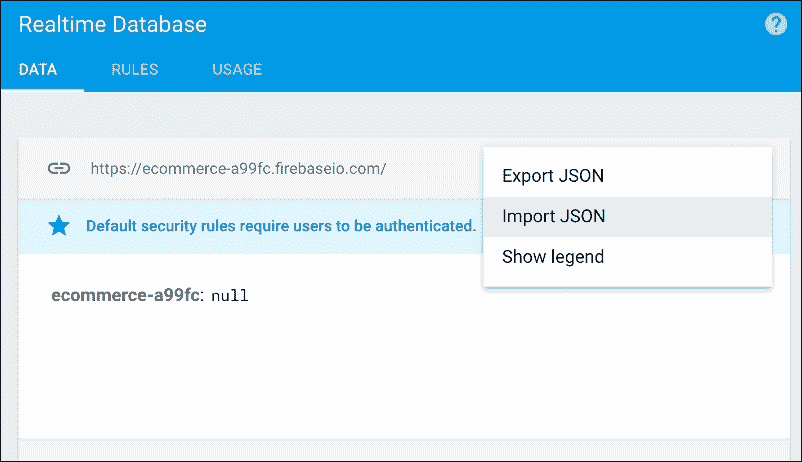 Realtime Database ?
DATA RULES USAGE
https://ecommerce-a99fc.firebaseio.com/
Export JSON
Import JSON
Default security rules require users to be authenticated.
Show legend
ecommerce-a99fc: null